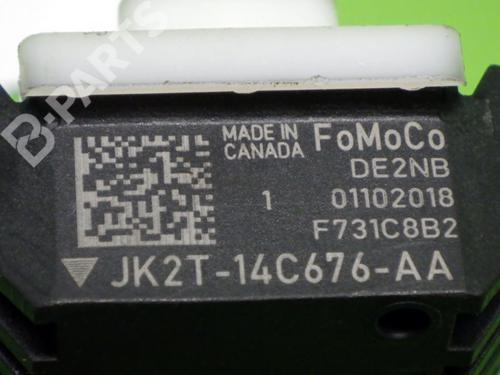 B-PARTS
MADE IN
CANADA
FoMoCo
DE2NB
1 01102018
F731C8B2
JK2T-14C676-AA